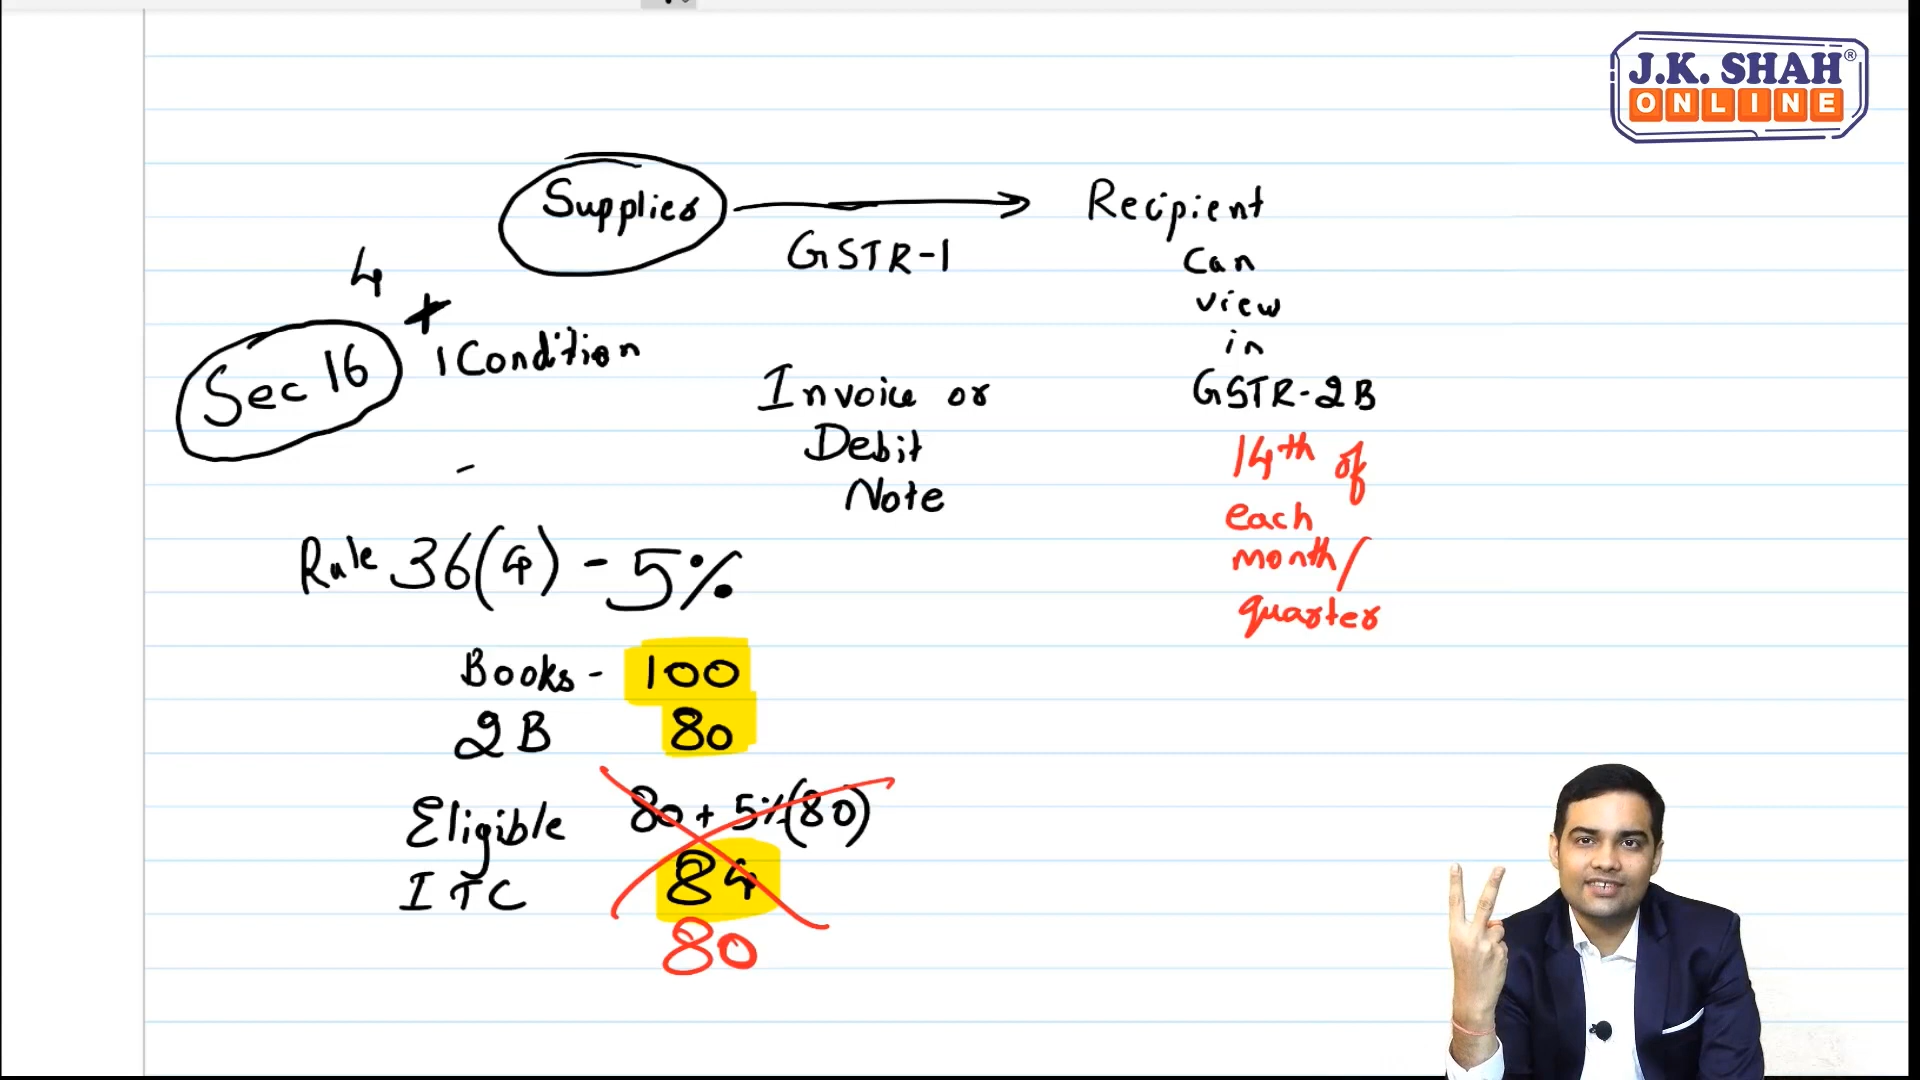 J.K. SHAH®
ONLINE
Supplier
Recipient
GSTR-1
Can
view
in
GSTR-2B
14th of
each
month/
quarter
4
+
1 Condition
Sec 16
Invoice or
Debit
Note
Rule 36(4) - 5%
Books - 100
2B 80
Eligible 80 + 5%(80)
ITC 84
80